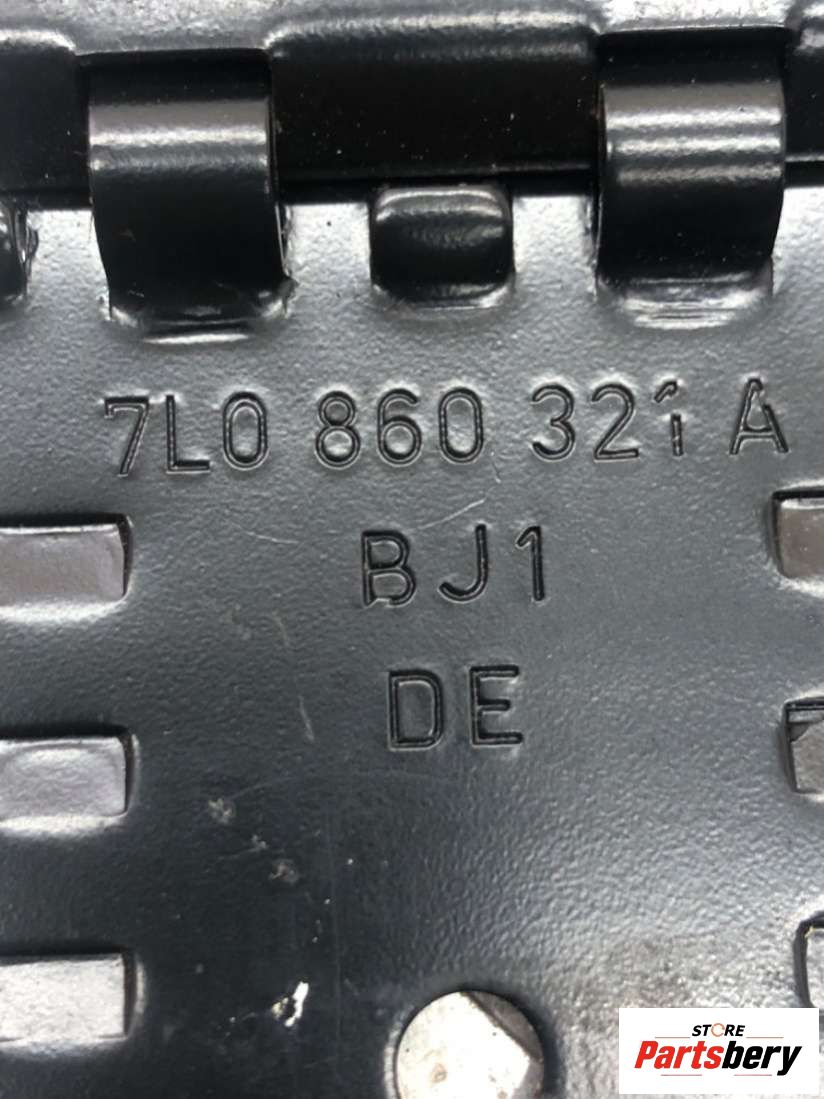 7L0 860 321 A
BJ1
DE
STORE
Partsbery